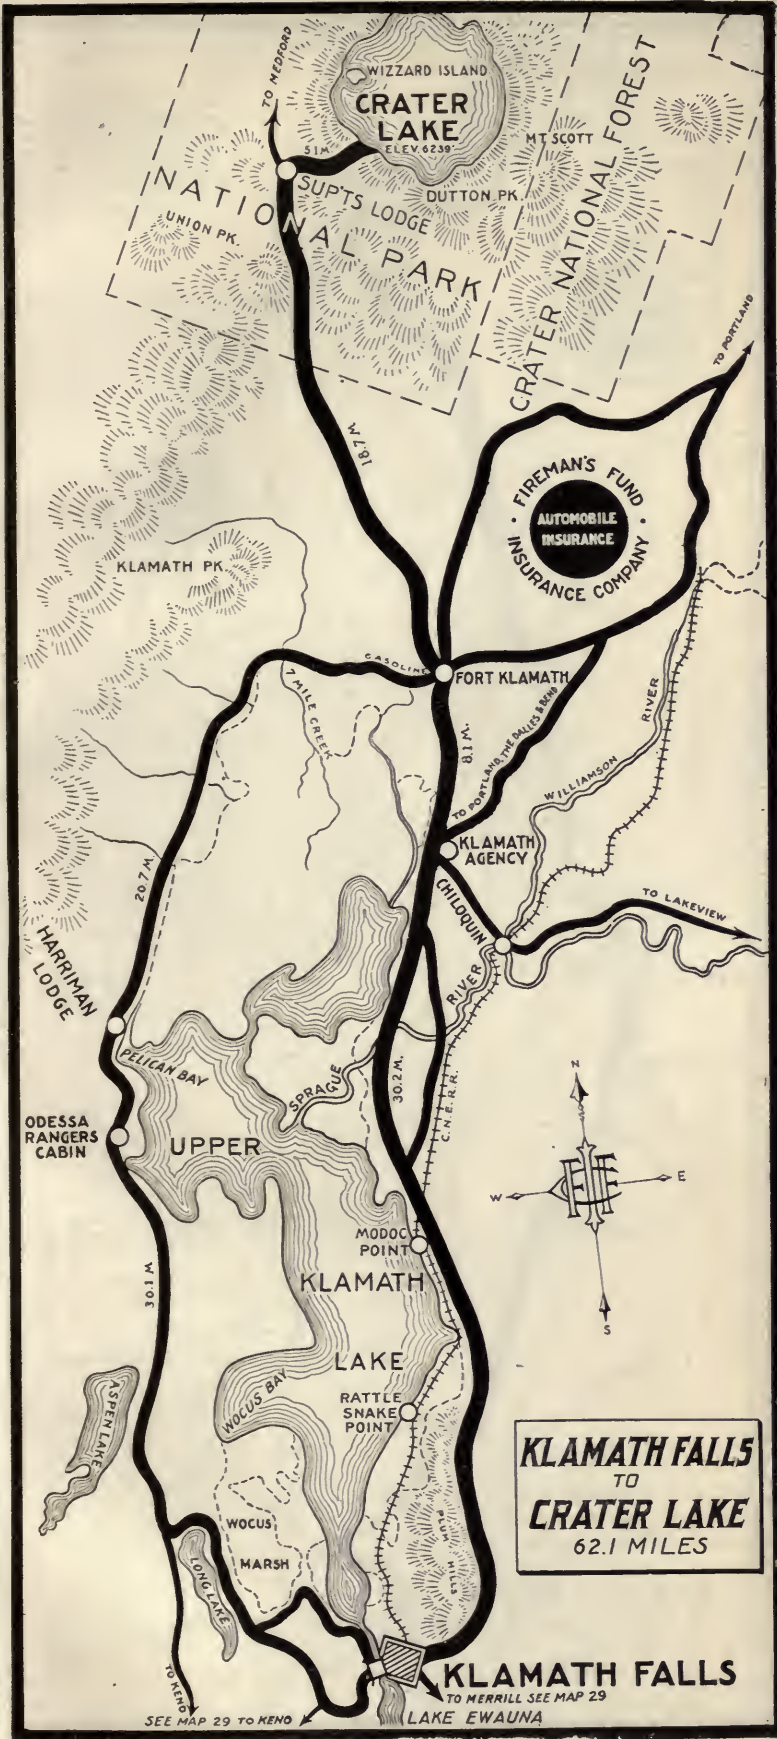 TO MEDFORD
WIZZARD ISLAND
CRATER
LAKE
ELEV. 6239'
51M.
MT SCOTT
SUP'TS LODGE
DUTTON PK.
NATIONAL PARK
UNION PK.
CRATER NATIONAL FOREST
TO PORTLAND
18.7 M.
FIREMAN'S FUND
AUTOMOBILE
INSURANCE
INSURANCE COMPANY
KLAMATH PK.
GASOLINE
FORT KLAMATH
7 MILE CREEK
8.1 M.
TO PORTLAND, THE DALLES & BEND
WILLIAMSON RIVER
KLAMATH
AGENCY
20.7 M.
CHILOQUIN
TO LAKEVIEW
HARRIMAN
LODGE
RIVER
PELICAN BAY
SPRAGUE
30.2 M.
C.N.E.R.R.
N
ODESSA
RANGERS
CABIN
UPPER
W
E
S
MODOC
POINT
30.1 M
KLAMATH
LAKE
WOCUS BAY
RATTLE
SNAKE
POINT
ASPEN LAKE
KLAMATH FALLS
TO
CRATER LAKE
62.1 MILES
WOCUS
MARSH
PLUM HILLS
LONG LAKE
TO KENO
KLAMATH FALLS
TO MERRILL SEE MAP 29
SEE MAP 29 TO KENO
LAKE EWAUNA